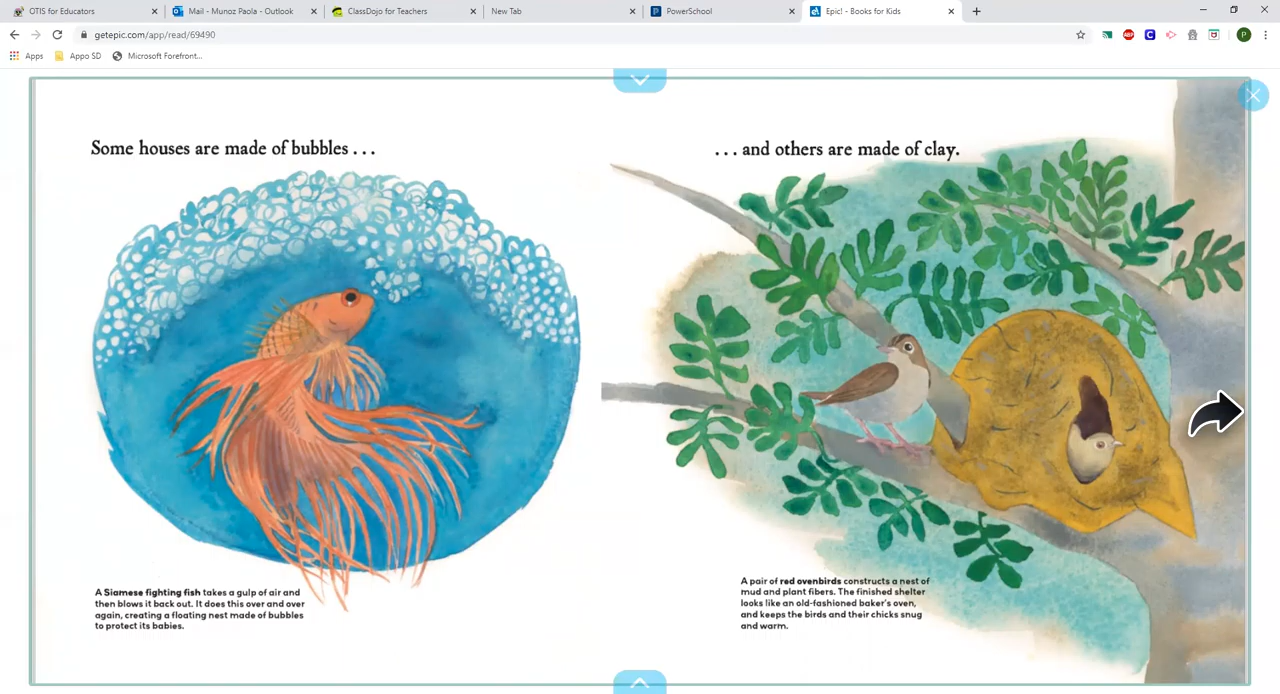 OTIS for Educators
Mail - Munoz Paola - Outlook
ClassDojo for Teachers
New Tab
PowerSchool
Epic! - Books for Kids
getepic.com/app/read/69490
Apps
Appo SD
Microsoft Forefront...
Some houses are made of bubbles . . .
. . . and others are made of clay.
A Siamese fighting fish takes a gulp of air and
then blows it back out. It does this over and over
again, creating a floating nest made of bubbles
to protect its babies.
A pair of red ovenbirds constructs a nest of
mud and plant fibers. The finished shelter
looks like an old-fashioned baker's oven,
and keeps the birds and their chicks snug
and warm.